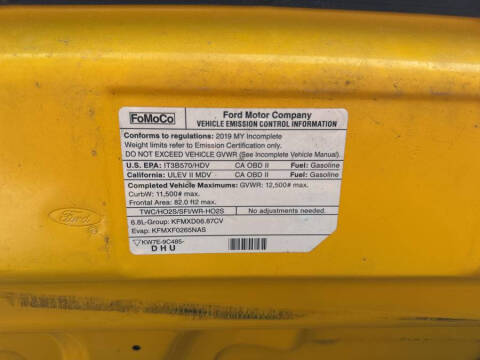 FoMoCo
Ford Motor Company
VEHICLE EMISSION CONTROL INFORMATION
Conforms to regulations: 2019 MY Incomplete
Weight limits refer to Emission Certification only.
DO NOT EXCEED VEHICLE GVWR (See Incomplete Vehicle Manual).
U.S. EPA: IT3B570/HDV CA OBD II Fuel: Gasoline
California: ULEV II MDV CA OBD II Fuel: Gasoline
Completed Vehicle Maximums: GVWR: 12,500# max.
CurbW: 11,500# max.
Frontal Area: 82.0 ft2 max.
TWC/HO2S/SFI/WR-HO2S No adjustments needed.
6.8L-Group: KFMXD06.87CV
Evap: KFMXF0265NAS
KW7E-9C485-
DHU
Ford